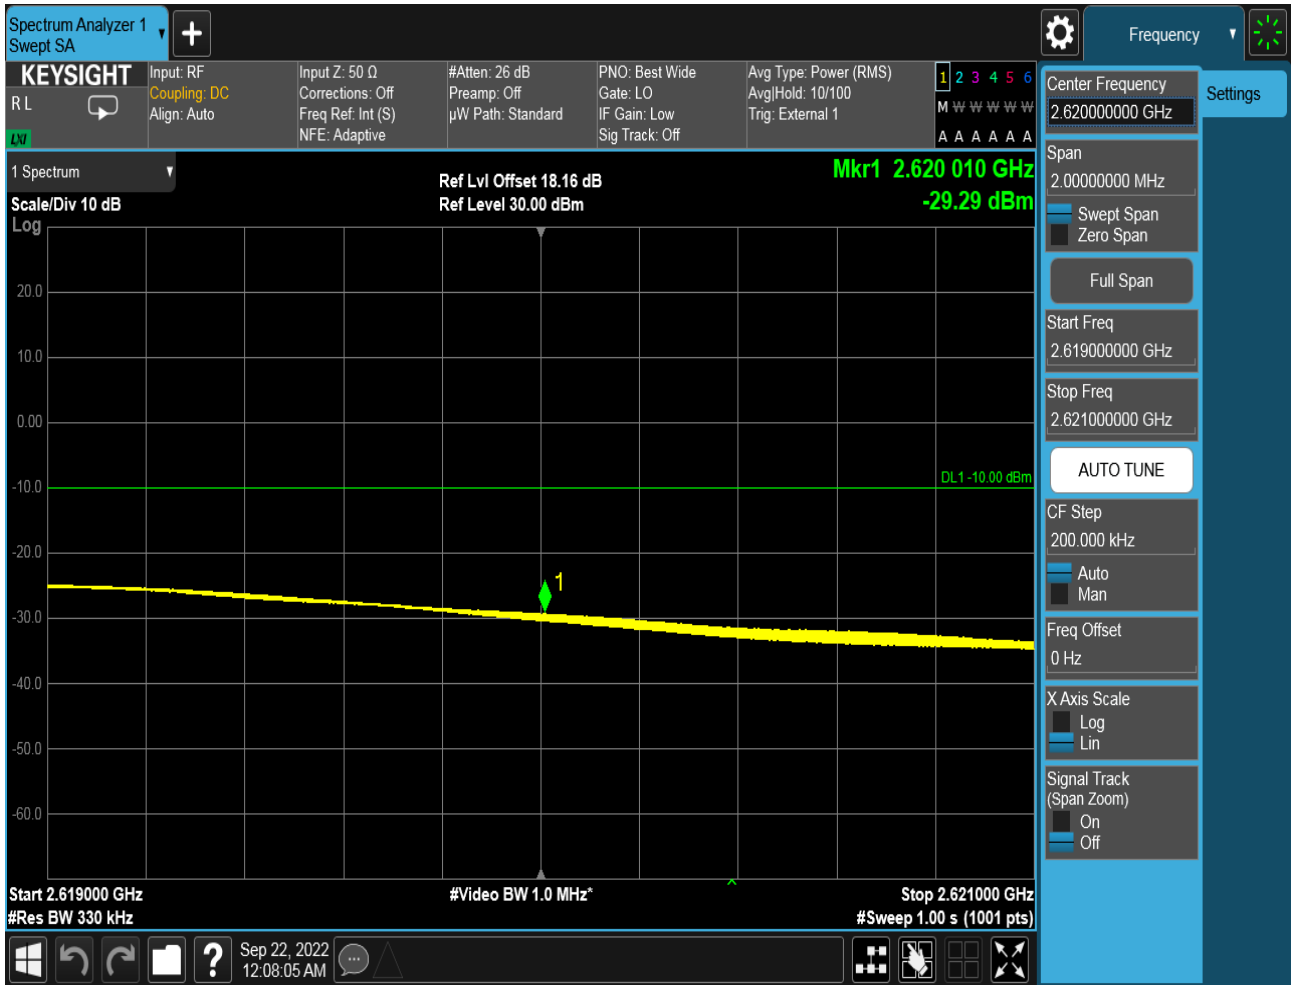 Spectrum Analyzer 1
Swept SA
Frequency
KEYSIGHT
R L
LXI
Input: RF
Coupling: DC
Align: Auto
Input Z: 50 Ω
Corrections: Off
Freq Ref: Int (S)
NFE: Adaptive
#Atten: 26 dB
Preamp: Off
µW Path: Standard
PNO: Best Wide
Gate: LO
IF Gain: Low
Sig Track: Off
Avg Type: Power (RMS)
Avg|Hold: 10/100
Trig: External 1
1 2 3 4 5 6
M W W W W W
A A A A A A
1 Spectrum
Scale/Div 10 dB
Log
Ref Lvl Offset 18.16 dB
Ref Level 30.00 dBm
Mkr1 2.620 010 GHz
-29.29 dBm
20.0
10.0
0.00
-10.0
-20.0
-30.0
-40.0
-50.0
-60.0
DL1 -10.00 dBm
1
Start 2.619000 GHz
#Res BW 330 kHz
#Video BW 1.0 MHz*
Stop 2.621000 GHz
#Sweep 1.00 s (1001 pts)
Sep 22, 2022
12:08:05 AM
?
Center Frequency
2.620000000 GHz
Settings
Span
2.00000000 MHz
Swept Span
Zero Span
Full Span
Start Freq
2.619000000 GHz
Stop Freq
2.621000000 GHz
AUTO TUNE
CF Step
200.000 kHz
Auto
Man
Freq Offset
0 Hz
X Axis Scale
Log
Lin
Signal Track
(Span Zoom)
On
Off